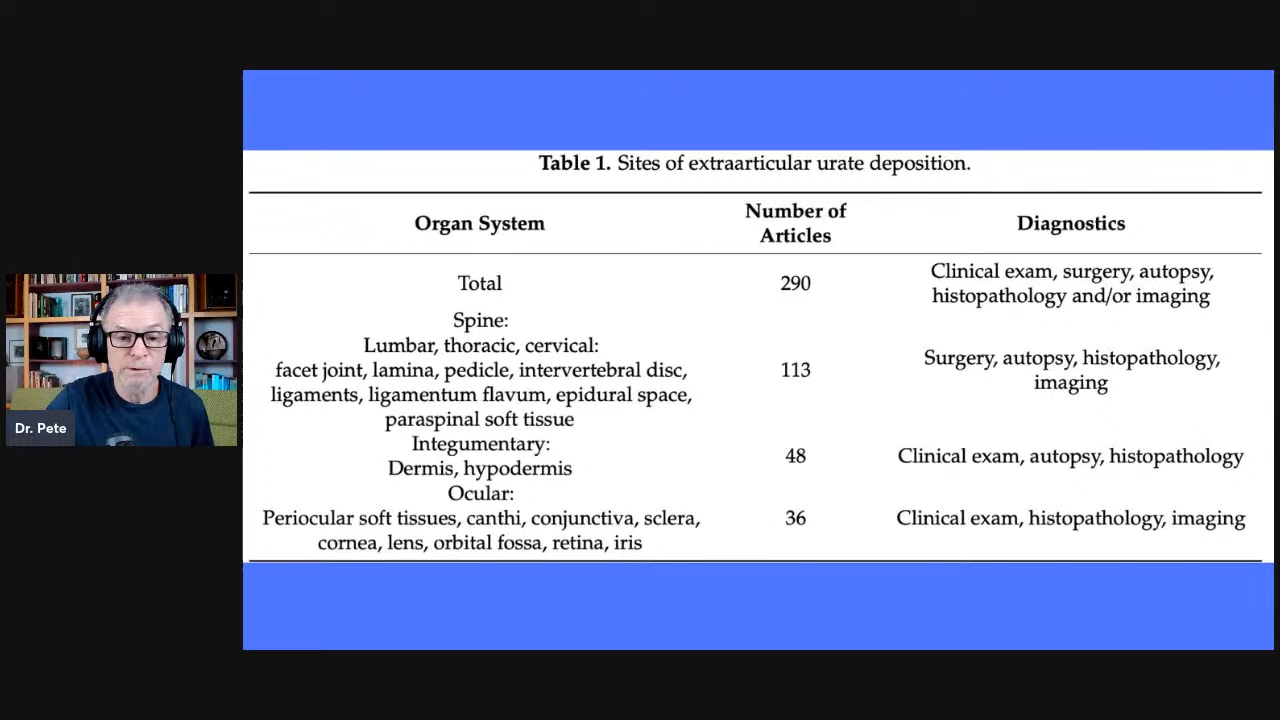 Table 1. Sites of extraarticular urate deposition.
Organ System
Number of
Articles
Diagnostics
Total
290
Clinical exam, surgery, autopsy,
histopathology and/or imaging
Spine:
Lumbar, thoracic, cervical:
facet joint, lamina, pedicle, intervertebral disc,
ligaments, ligamentum flavum, epidural space,
paraspinal soft tissue
113
Surgery, autopsy, histopathology,
imaging
Integumentary:
Dermis, hypodermis
48
Clinical exam, autopsy, histopathology
Ocular:
Periocular soft tissues, canthi, conjunctiva, sclera,
cornea, lens, orbital fossa, retina, iris
36
Clinical exam, histopathology, imaging
Dr. Pete